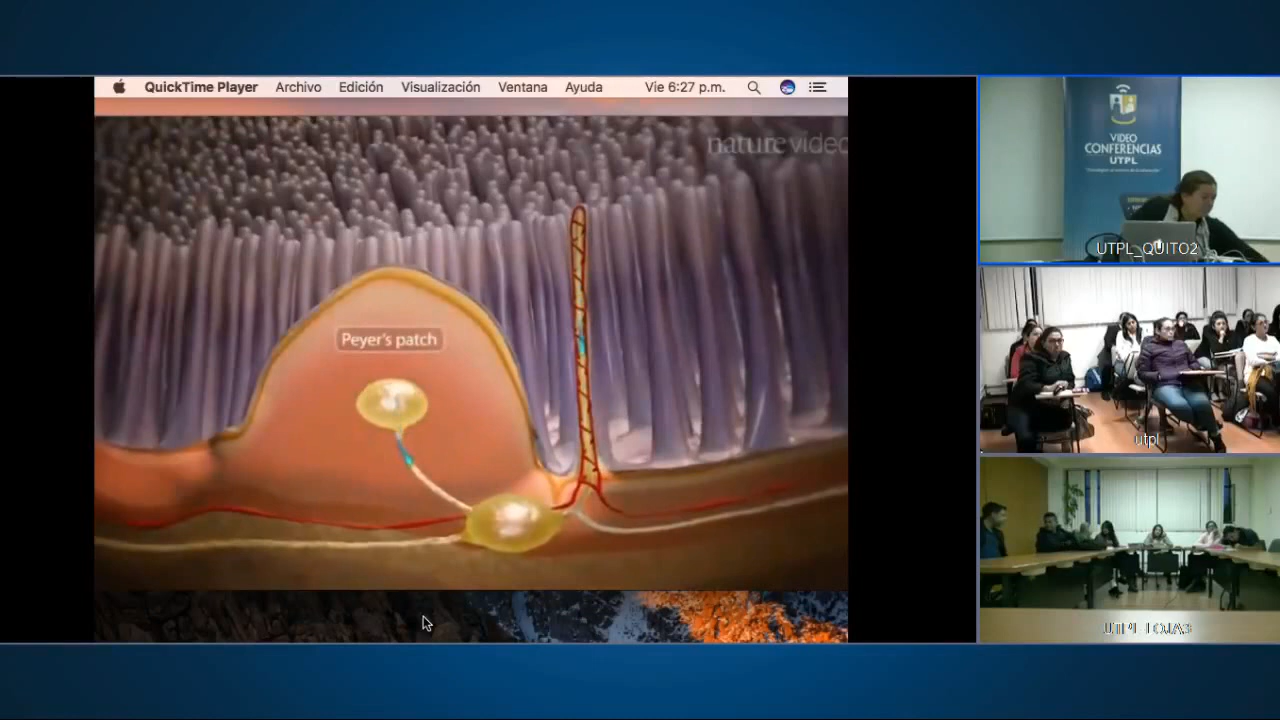 QuickTime Player Archivo Edición Visualización Ventana Ayuda Vie 6:27 p.m.
nature video
Peyer's patch
VIDEO
CONFERENCIAS
UTPL
UTPL_QUITO2
utpl
UTPL_LOJA3